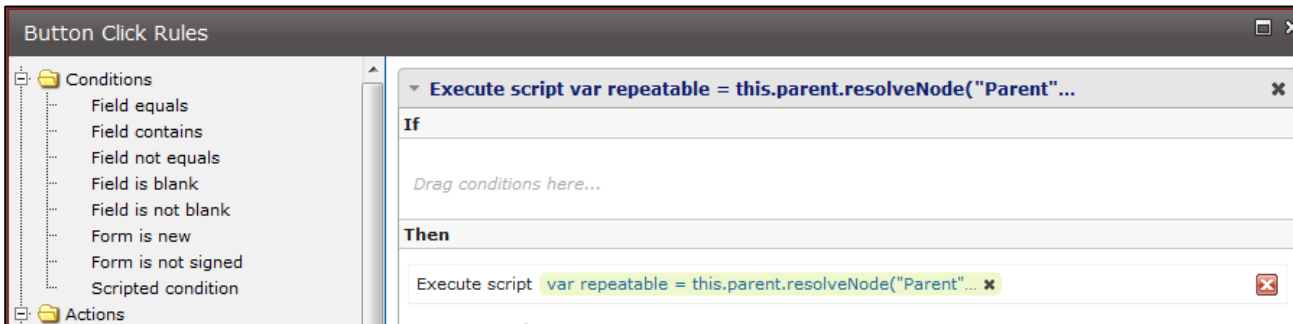 Button Click Rules
Conditions
Field equals
Field contains
Field not equals
Field is blank
Field is not blank
Form is new
Form is not signed
Scripted condition
Actions
Execute script var repeatable = this.parent.resolveNode("Parent"...
If
Drag conditions here...
Then
Execute script var repeatable = this.parent.resolveNode("Parent"...